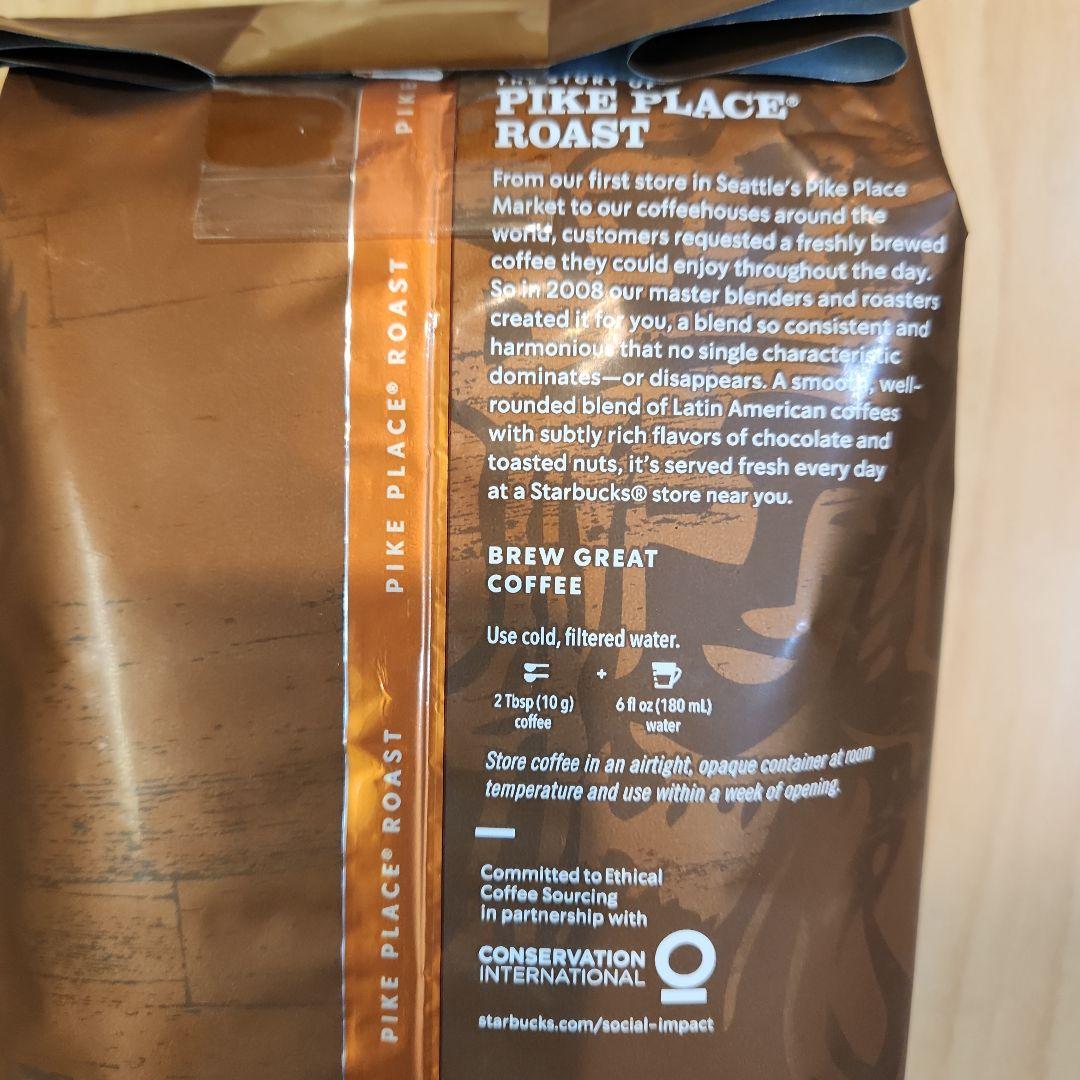 THE STORY OF
PIKE PLACE®
ROAST
From our first store in Seattle's Pike Place
Market to our coffeehouses around the
world, customers requested a freshly brewed
coffee they could enjoy throughout the day.
So in 2008 our master blenders and roasters
created it for you, a blend so consistent and
harmonious that no single characteristic
dominates—or disappears. A smooth, well-
rounded blend of Latin American coffees
with subtly rich flavors of chocolate and
toasted nuts, it's served fresh every day
at a Starbucks® store near you.
BREW GREAT
COFFEE
Use cold, filtered water.
+
2 Tbsp (10 g)
coffee
6 fl oz (180 mL)
water
Store coffee in an airtight, opaque container at room
temperature and use within a week of opening.
Committed to Ethical
Coffee Sourcing
in partnership with
CONSERVATION
INTERNATIONAL
starbucks.com/social-impact
PIKE
PIKE PLACE® ROAST
PIKE PLACE® ROAST